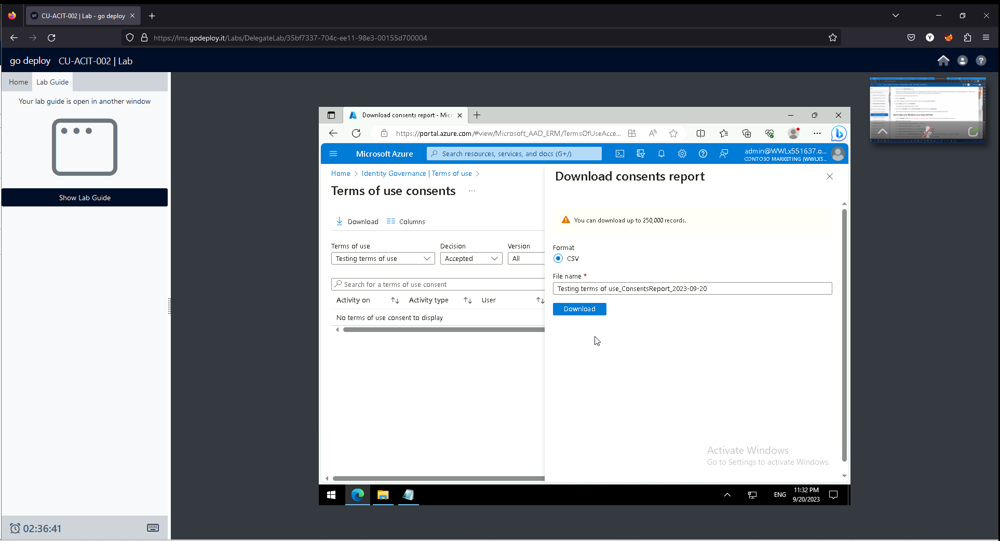 CU-ACIT-002 | Lab - go deploy
https://lms.godeploy.it/Labs/DelegateLab/35bf7337-704c-ee11-98e3-00155d700004
Y
go deploy CU-ACIT-002 | Lab
Home Lab Guide
Your lab guide is open in another window
Show Lab Guide
02:36:41
Download consents report - Micr
https://portal.azure.com/#view/Microsoft_AAD_ERM/TermsOfUseAcce...
Microsoft Azure
Search resources, services, and docs (G+/)
admin@WWLx551637.o...
CONTOSO MARKETING (WWLX5...
Home > Identity Governance | Terms of use >
Terms of use consents ...
Download Columns
Terms of use Decision Version
Testing terms of use Accepted All
Search for a terms of use consent
Activity on Activity type User
No terms of use consent to display
Download consents report
You can download up to 250,000 records.
Format
CSV
File name *
Testing terms of use_ConsentsReport_2023-09-20
Download
Activate Windows
Go to Settings to activate Windows.
ENG
11:32 PM
9/20/2023